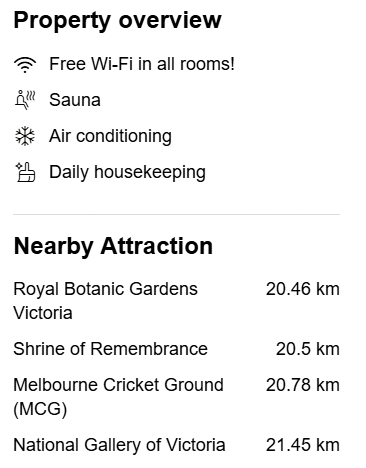 Property overview
Free Wi-Fi in all rooms!
Sauna
Air conditioning
Daily housekeeping
Nearby Attraction
Royal Botanic Gardens 20.46 km
Victoria
Shrine of Remembrance 20.5 km
Melbourne Cricket Ground 20.78 km
(MCG)
National Gallery of Victoria 21.45 km